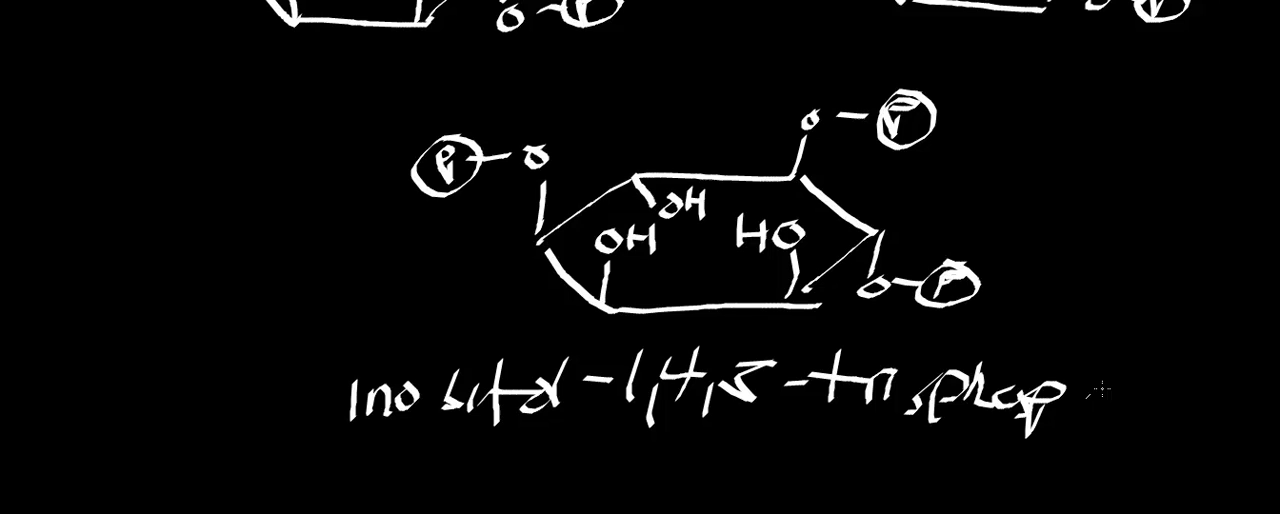 O-P O-P
O-P
P-O
OH
OH HO
O-P
Inositol-1,4,5-trisphosp